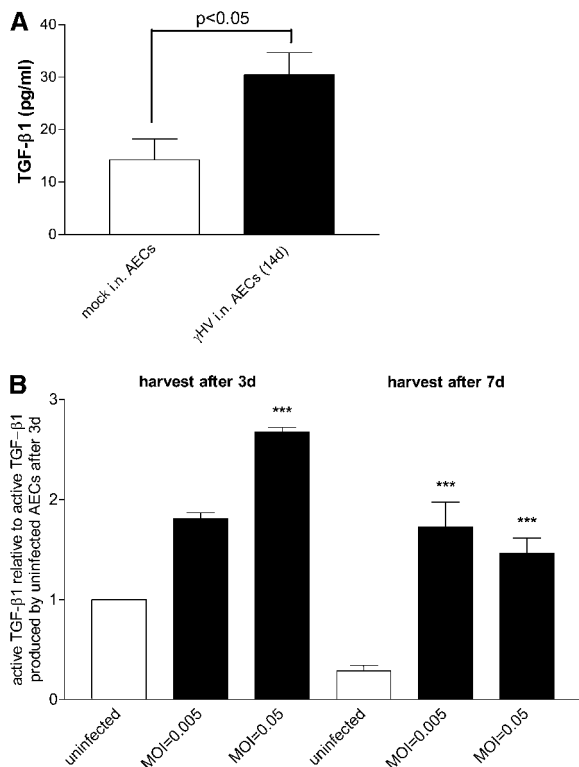 A
p<0.05
TGF-β1 (pg/ml)
40
30
20
10
0
mock i.n. AECs
γHV i.n. AECs (14d)
B
harvest after 3d
harvest after 7d
active TGF-β1 relative to active TGF-β1
produced by uninfected AECs after 3d
3
2
1
0
***
***
***
uninfected
MOI=0.005
MOI=0.05
uninfected
MOI=0.005
MOI=0.05